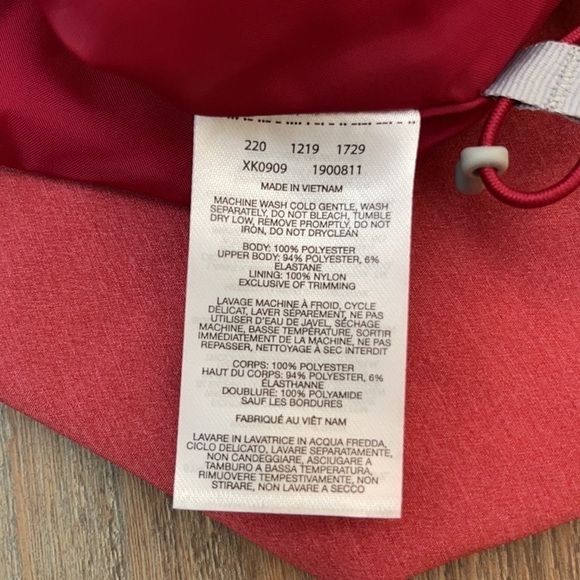 220 1219 1729
XK0909 1900811
MADE IN VIETNAM
MACHINE WASH COLD GENTLE, WASH
SEPARATELY, DO NOT BLEACH, TUMBLE
DRY LOW, REMOVE PROMPTLY, DO NOT
IRON, DO NOT DRYCLEAN
BODY: 100% POLYESTER
UPPER BODY: 94% POLYESTER, 6%
ELASTANE
LINING: 100% NYLON
EXCLUSIVE OF TRIMMING
LAVAGE MACHINE À FROID, CYCLE
DÉLICAT, LAVER SÉPAREMENT, NE PAS
UTILISER D'EAU DE JAVEL, SÉCHAGE
MACHINE, BASSE TEMPÉRATURE, SORTIR
IMMÉDIATEMENT DE LA MACHINE, NE PAS
REPASSER, NETTOYAGE À SEC INTERDIT
CORPS: 100% POLYESTER
HAUT DU CORPS: 94% POLYESTER, 6%
ÉLASTHANNE
DOUBLURE: 100% POLYAMIDE
SAUF LES BORDURES
FABRIQUÉ AU VIÊT NAM
LAVARE IN LAVATRICE IN ACQUA FREDDA,
CICLO DELICATO, LAVARE SEPARATAMENTE,
NON CANDEGGIARE, ASCIUGARE A
TAMBURO A BASSA TEMPERATURA,
RIMUOVERE TEMPESTIVAMENTE, NON
STIRARE, NON LAVARE A SECCO